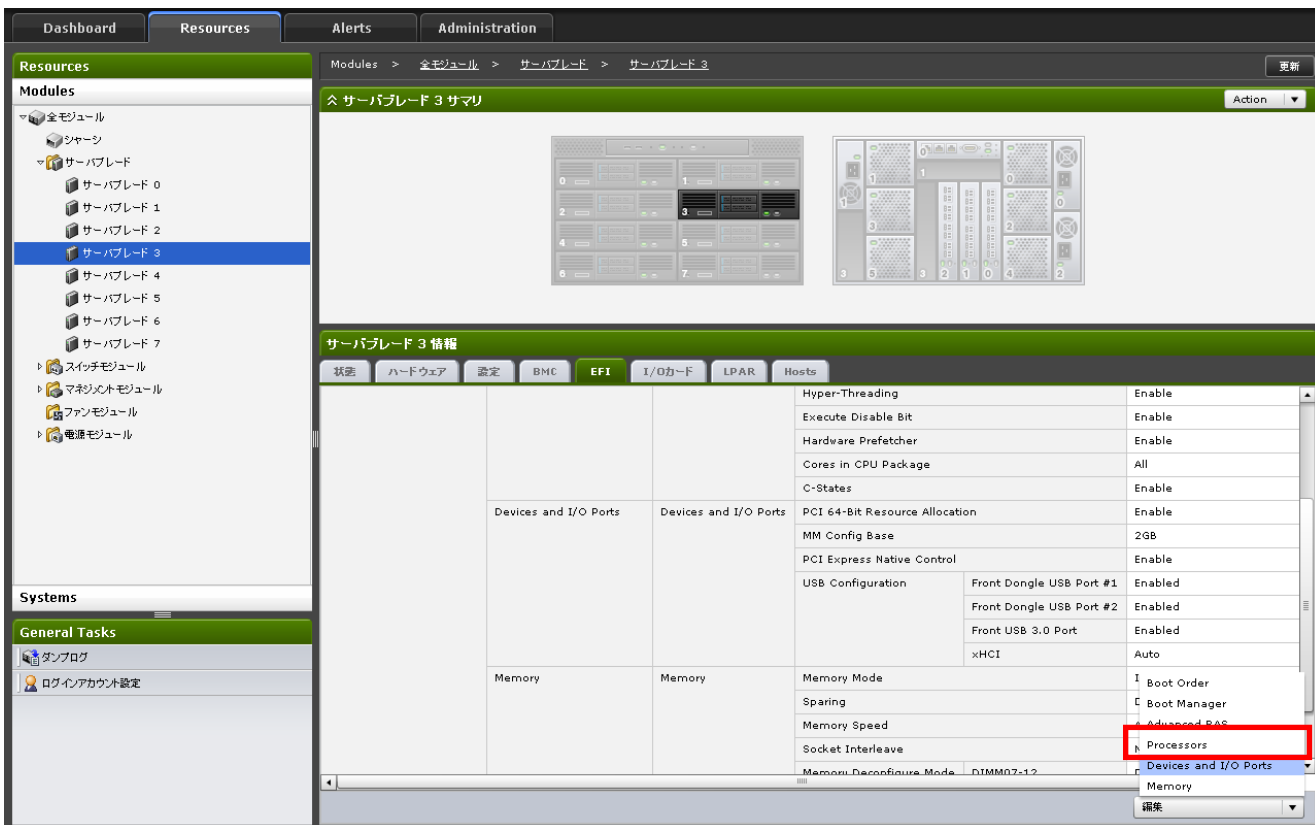 Dashboard Resources Alerts Administration
Resources
Modules
全モジュール
シャーシ
サーバブレード
サーバブレード 0
サーバブレード 1
サーバブレード 2
サーバブレード 3
サーバブレード 4
サーバブレード 5
サーバブレード 6
サーバブレード 7
スイッチモジュール
マネジメントモジュール
ファンモジュール
電源モジュール
Systems
General Tasks
ダンプログ
ログインアカウント設定
Modules > 全モジュール > サーバブレード > サーバブレード 3
更新
サーバブレード 3 サマリ
Action
0 1
2 3
4 5
6 7
サーバブレード 3 情報
状態 ハードウェア 設定 BMC EFI I/Oカード LPAR Hosts
Hyper-Threading Enable
Execute Disable Bit Enable
Hardware Prefetcher Enable
Cores in CPU Package All
C-States Enable
Devices and I/O Ports Devices and I/O Ports PCI 64-Bit Resource Allocation Enable
MM Config Base 2GB
PCI Express Native Control Enable
USB Configuration Front Dongle USB Port #1 Enabled
Front Dongle USB Port #2 Enabled
Front USB 3.0 Port Enabled
xHCI Auto
Memory Memory Memory Mode
Sparing
Memory Speed
Socket Interleave
Memory Deconfigure Mode DIMM07-12
Boot Order
Boot Manager
Advanced RAS
Processors
Devices and I/O Ports
Memory
編集